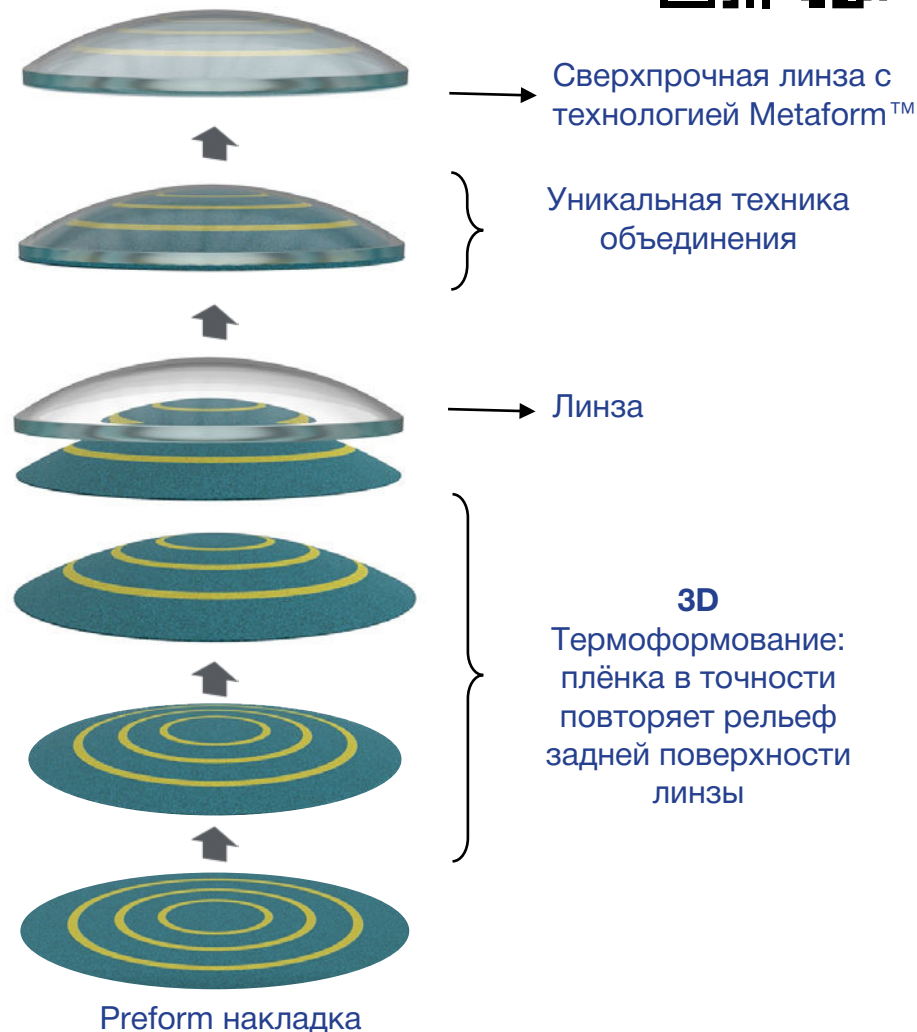 Сверхпрочная линза с
технологией Metaform™
Уникальная техника
объединения
Линза
3D
Термоформование:
плёнка в точности
повторяет рельеф
задней поверхности
линзы
Preform накладка